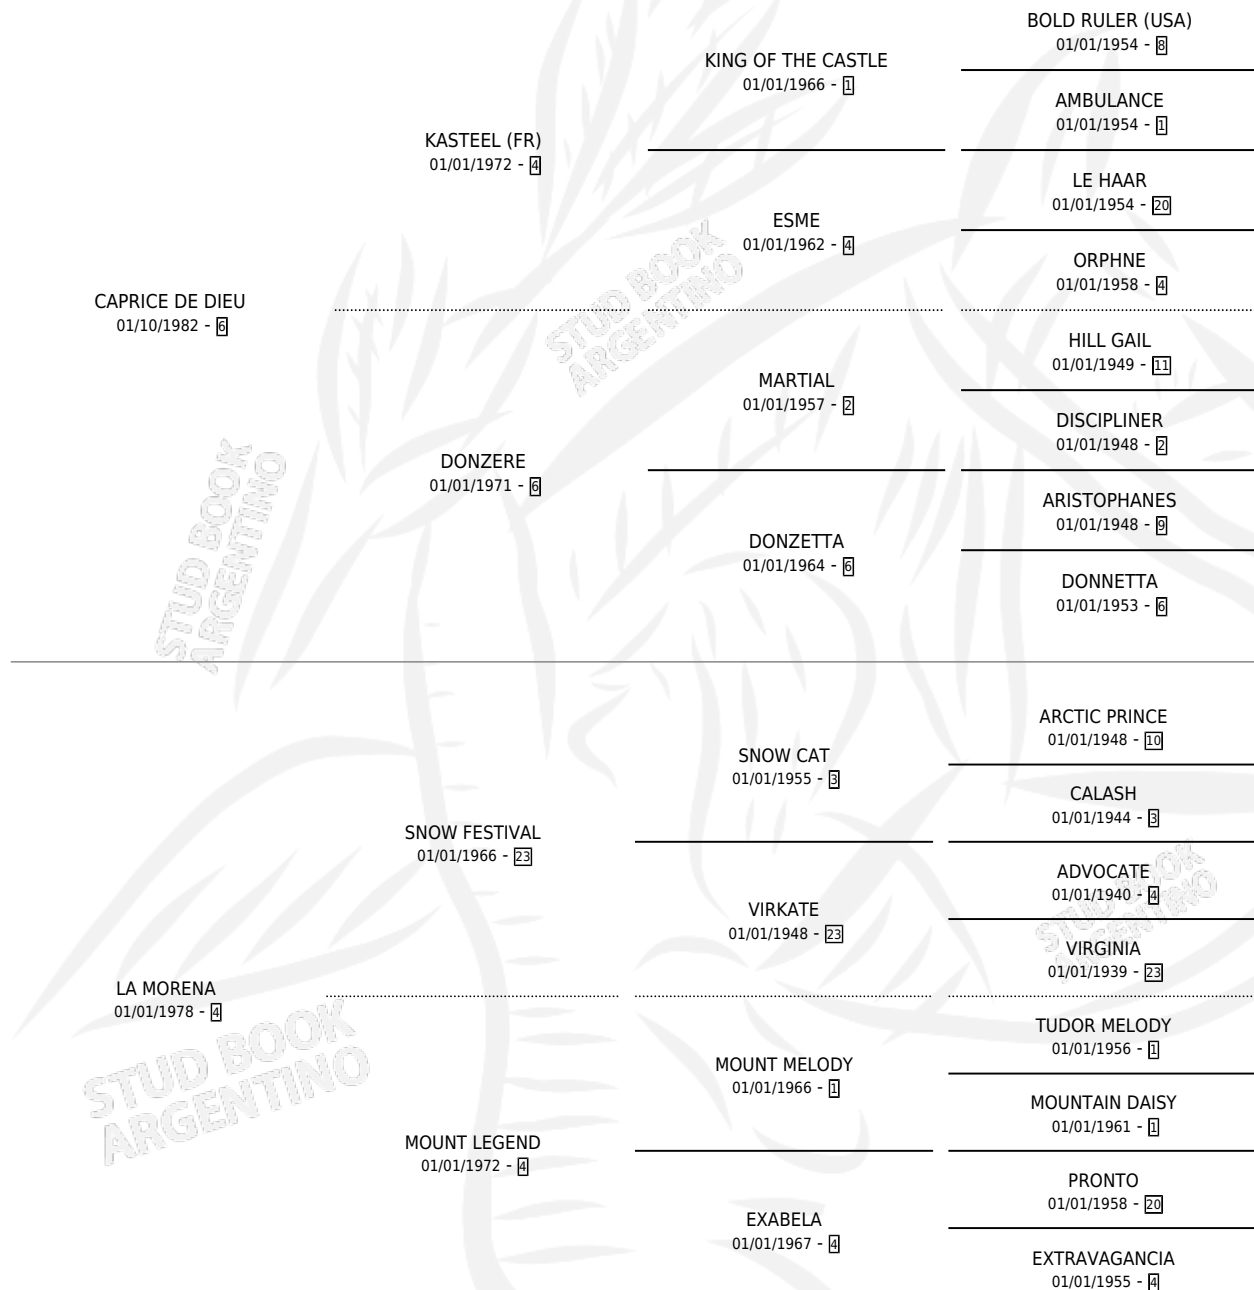 BOLD RULER (USA)
01/01/1954 - 8
KING OF THE CASTLE
01/01/1966 - 1
AMBULANCE
01/01/1954 - 1
KASTEEL (FR)
01/01/1972 - 4
LE HAAR
01/01/1954 - 20
ESME
01/01/1962 - 4
ORPHNE
01/01/1958 - 4
CAPRICE DE DIEU
01/10/1982 - 6
HILL GAIL
01/01/1949 - 11
MARTIAL
01/01/1957 - 2
DISCIPLINER
01/01/1948 - 2
DONZERE
01/01/1971 - 6
ARISTOPHANES
01/01/1948 - 9
DONZETTA
01/01/1964 - 6
DONNETTA
01/01/1953 - 6
STUD BOOK
ARGENTINO
STUD BOOK
ARGENTINO
ARCTIC PRINCE
01/01/1948 - 10
SNOW CAT
01/01/1955 - 3
CALASH
01/01/1944 - 3
SNOW FESTIVAL
01/01/1966 - 23
ADVOCATE
01/01/1940 - 4
VIRKATE
01/01/1948 - 23
VIRGINIA
01/01/1939 - 23
STUD BOOK
ARGENTINO
LA MORENA
01/01/1978 - 4
TUDOR MELODY
01/01/1956 - 1
MOUNT MELODY
01/01/1966 - 1
MOUNTAIN DAISY
01/01/1961 - 1
STUD BOOK
ARGENTINO
MOUNT LEGEND
01/01/1972 - 4
PRONTO
01/01/1958 - 20
EXABELA
01/01/1967 - 4
EXTRAVAGANCIA
01/01/1955 - 4